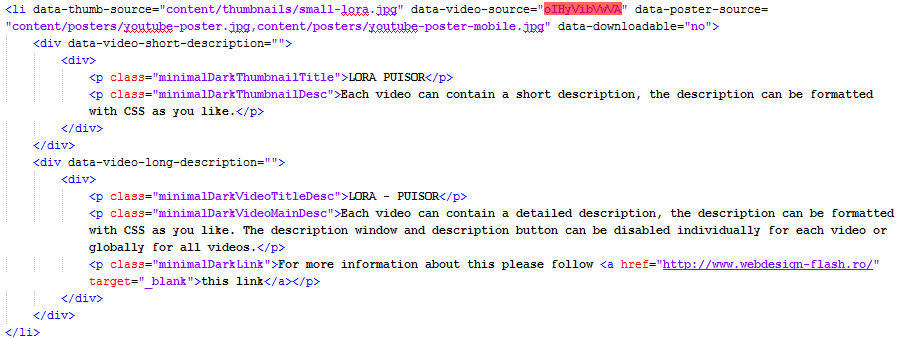 <li data-thumb-source="content/thumbnails/small-lora.jpg" data-video-source="oIHyVibVwVA" data-poster-source=
"content/posters/youtube-poster.jpg,content/posters/youtube-poster-mobile.jpg" data-downloadable="no">
<div data-video-short-description="">
<div>
<p class="minimalDarkThumbnailTitle">LORA PUISOR</p>
<p class="minimalDarkThumbnailDesc">Each video can contain a short description, the description can be formatted
with CSS as you like.</p>
</div>
</div>
<div data-video-long-description="">
<div>
<p class="minimalDarkVideoTitleDesc">LORA - PUISOR</p>
<p class="minimalDarkVideoMainDesc">Each video can contain a detailed description, the description can be formatted
with CSS as you like. The description window and description button can be disabled individually for each video or
globally for all videos.</p>
<p class="minimalDarkLink">For more information about this please follow <a href="http://www.webdesign-flash.ro/"
target="_blank">this link</a></p>
</div>
</div>
</li>